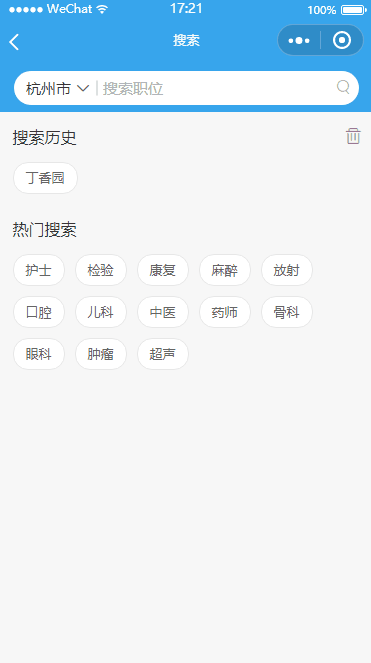 WeChat 17:21 100%
搜索
杭州市 搜索职位
搜索历史
丁香园
热门搜索
护士 检验 康复 麻醉 放射
口腔 儿科 中医 药师 骨科
眼科 肿瘤 超声